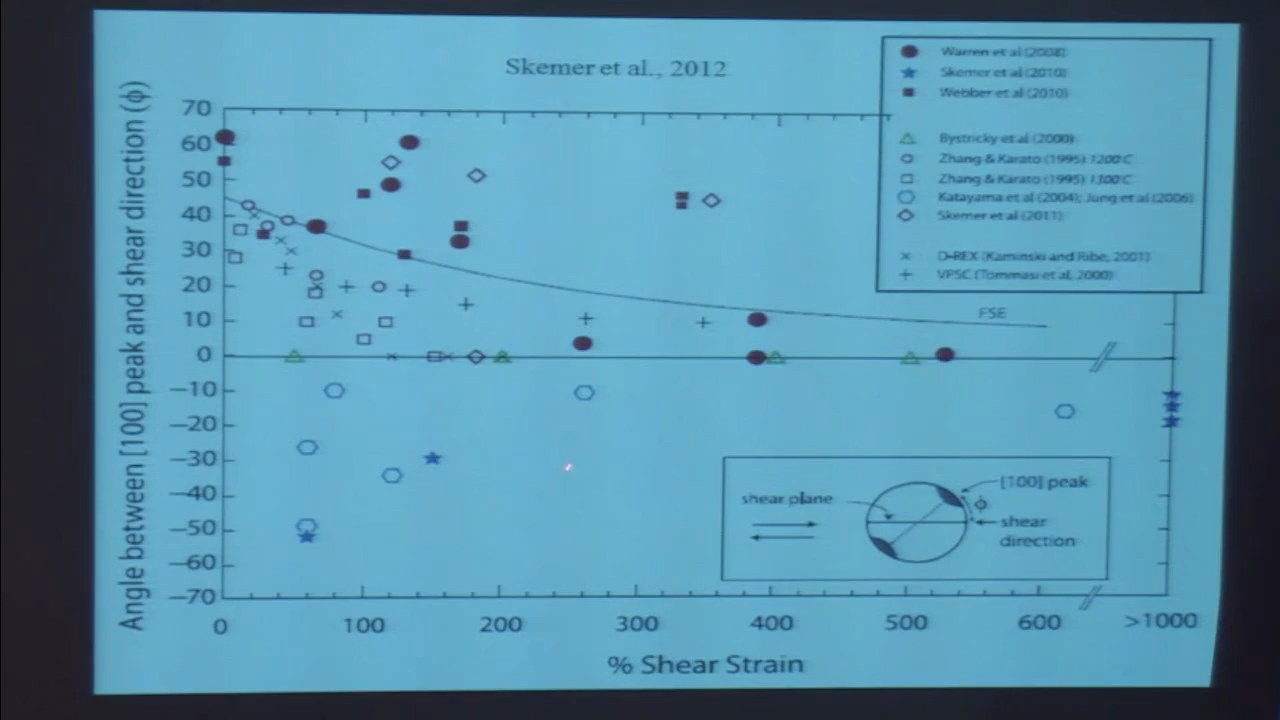 Skemer et al., 2012
Warren et al (2008)
Skemer et al (2010)
Webber et al (2010)
Bystricky et al (2000)
Zhang & Karato (1995) 1200°C
Zhang & Karato (1995) 1300°C
Katayama et al (2004); Jung et al (2006)
Skemer et al (2011)
D-REX (Kaminski and Ribe, 2001)
VPSC (Tommasi et al, 2000)
Angle between [100] peak and shear direction (ϕ)
70
60
50
40
30
20
10
0
−10
−20
−30
−40
−50
−60
−70
FSE
shear plane
[100] peak
ϕ
shear
direction
0 100 200 300 400 500 600 >1000
% Shear Strain